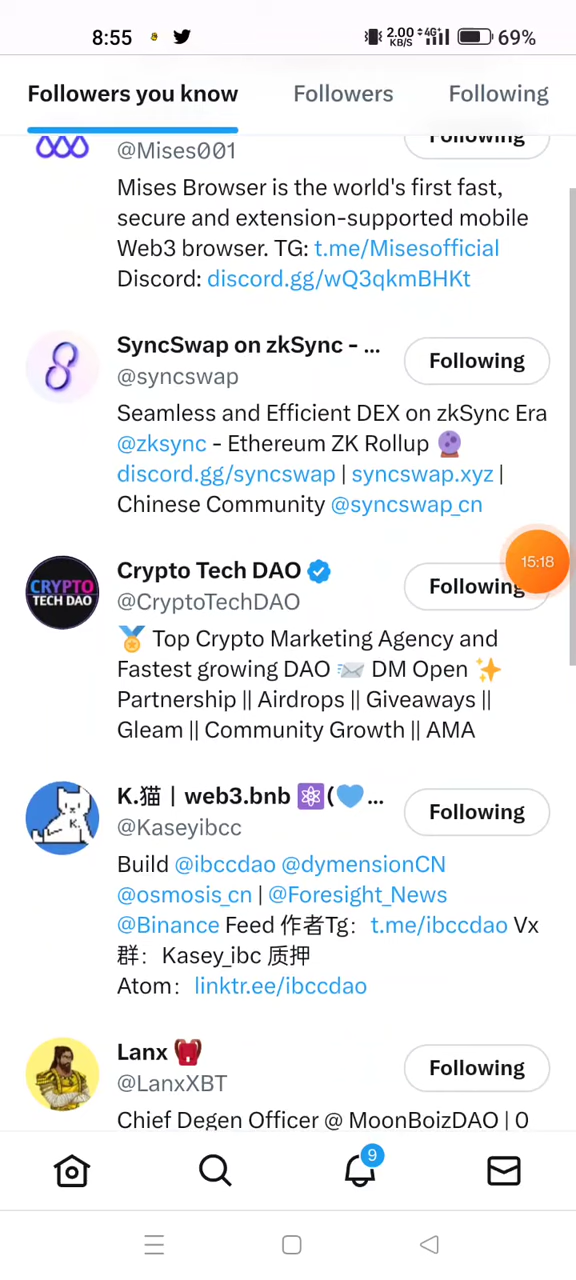 8:55 2.00 KB/S 4G 69%
Followers you know Followers Following
@Mises001 Following
Mises Browser is the world's first fast,
secure and extension-supported mobile
Web3 browser. TG: t.me/Misesofficial
Discord: discord.gg/wQ3qkmBHKt
SyncSwap on zkSync - ... Following
@syncswap
Seamless and Efficient DEX on zkSync Era
@zksync - Ethereum ZK Rollup 🔮
discord.gg/syncswap | syncswap.xyz |
Chinese Community @syncswap_cn
15:18
CRYPTO
TECH DAO
Crypto Tech DAO Following
@CryptoTechDAO
🏅 Top Crypto Marketing Agency and
Fastest growing DAO 📨 DM Open ✨
Partnership || Airdrops || Giveaways ||
Gleam || Community Growth || AMA
K.
K.猫 | web3.bnb ⚛️(💙... Following
@Kaseyibcc
Build @ibccdao @dymensionCN
@osmosis_cn | @Foresight_News
@Binance Feed 作者Tg： t.me/ibccdao Vx
群： Kasey_ibc 质押
Atom： linktr.ee/ibccdao
Lanx 🎒 Following
@LanxXBT
Chief Degen Officer @ MoonBoizDAO | 0
9